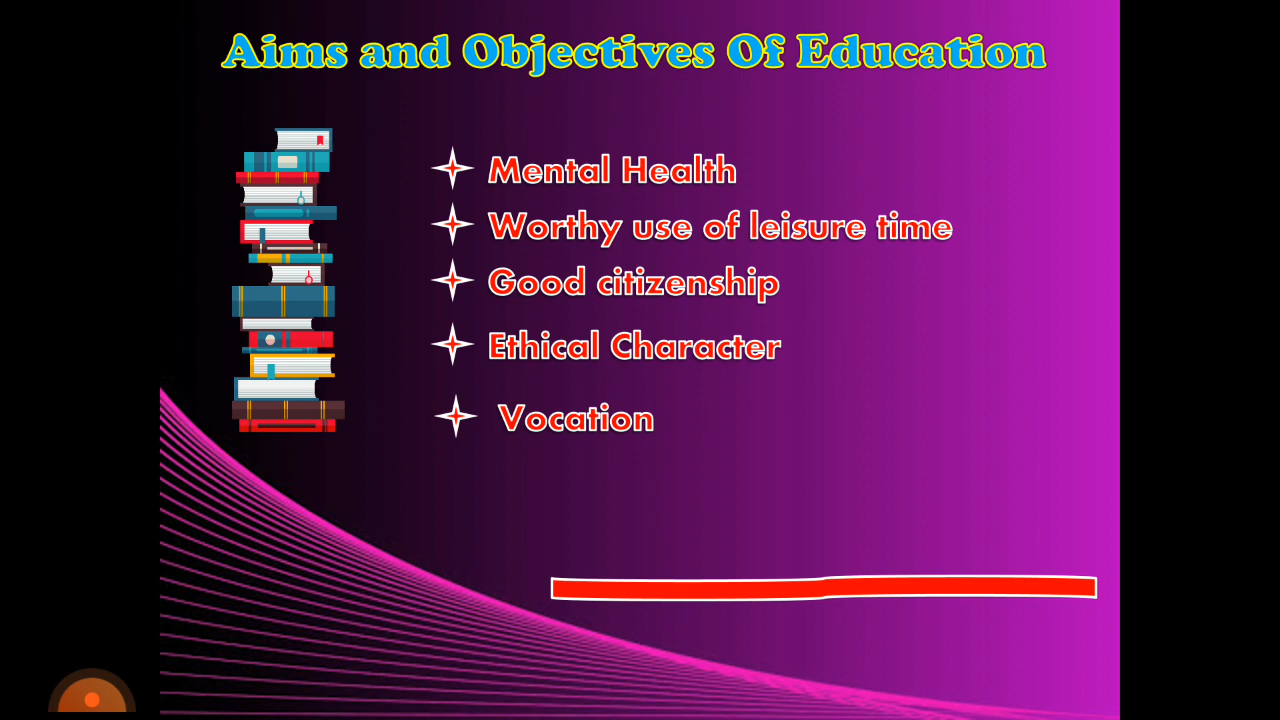 Aims and Objectives Of Education
Mental Health
Worthy use of leisure time
Good citizenship
Ethical Character
Vocation